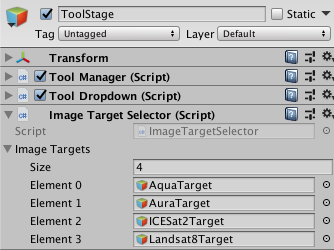 ToolStage Static
Tag Untagged Layer Default
Transform
Tool Manager (Script)
Tool Dropdown (Script)
Image Target Selector (Script)
Script ImageTargetSelector
Image Targets
Size 4
Element 0 AquaTarget
Element 1 AuraTarget
Element 2 ICESat2Target
Element 3 Landsat8Target